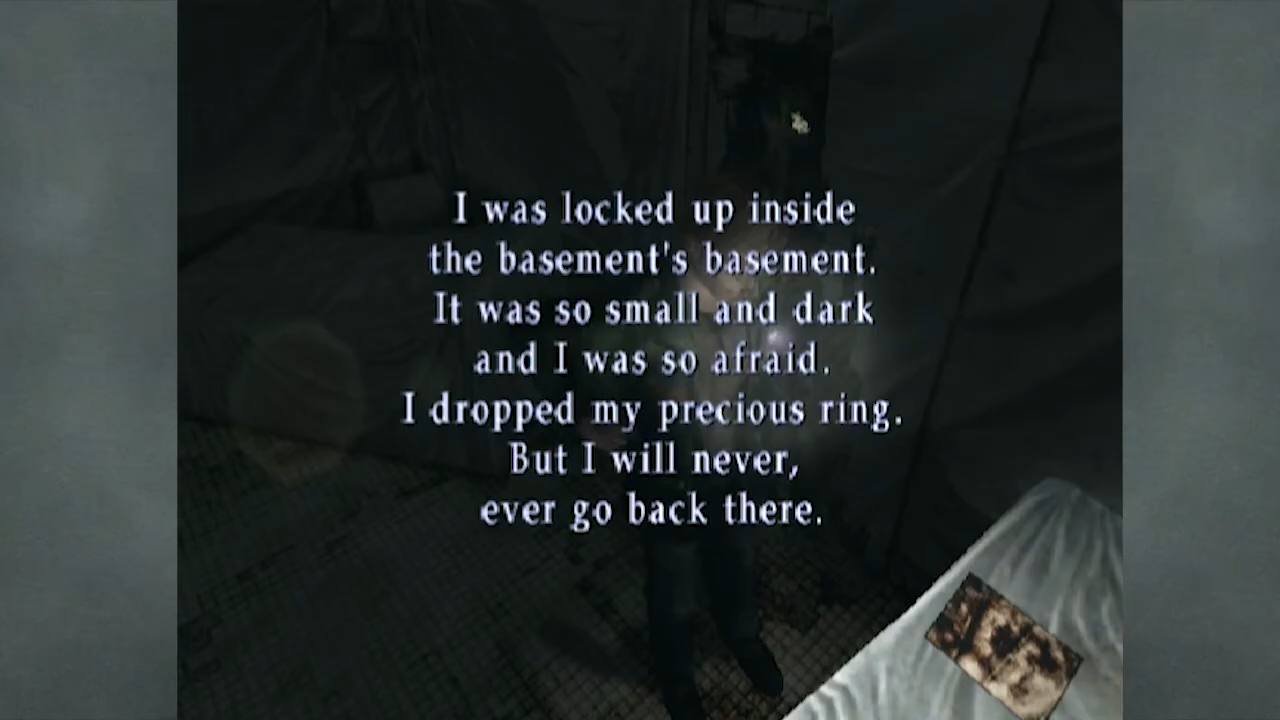 I was locked up inside
the basement's basement.
It was so small and dark
and I was so afraid.
I dropped my precious ring.
But I will never,
ever go back there.